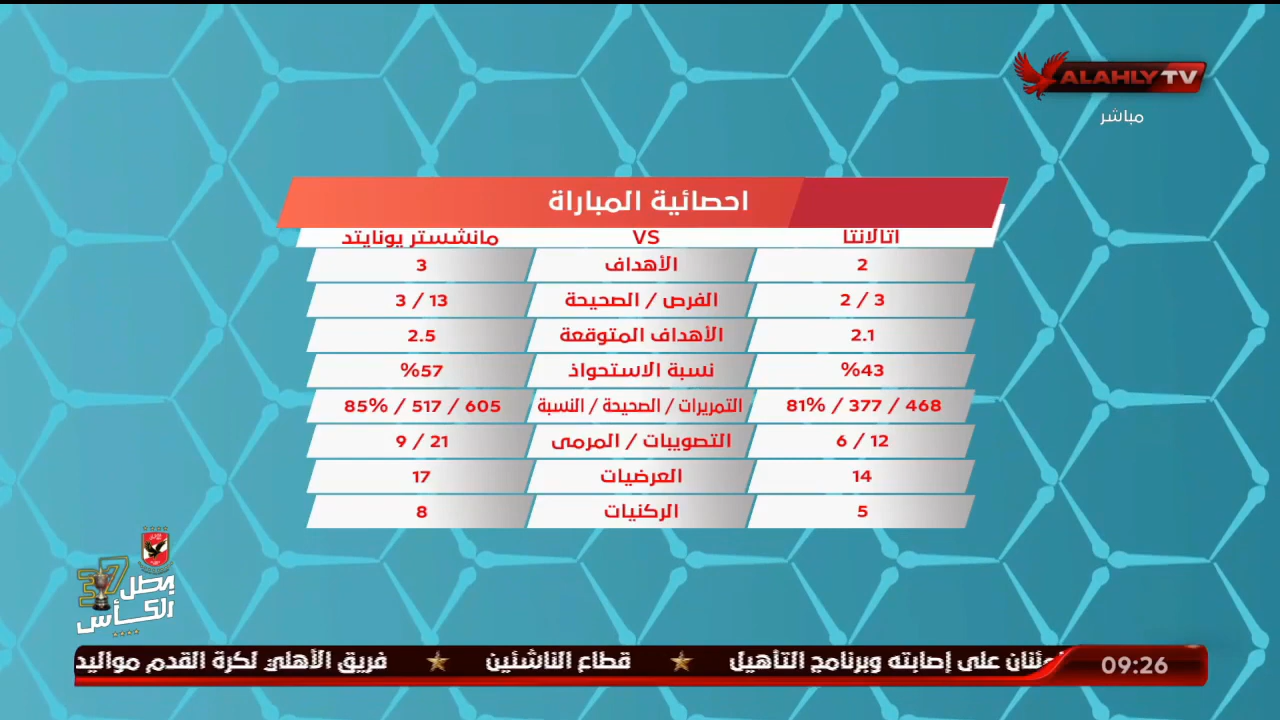 ALAHLY TV
مباشر
احصائية المباراة
اتالانتا VS مانشستر يونايتد
2 الأهداف 3
2 / 3 الفرص / الصحيحة 3 / 13
2.1 الأهداف المتوقعة 2.5
%43 نسبة الاستحواذ %57
81% / 377 / 468 التمريرات / الصحيحة / النسبة 85% / 517 / 605
6 / 12 التصويبات / المرمى 9 / 21
14 العرضيات 17
5 الركنيات 8
37
بطل
الكأس
09:26
على إصابته وبرنامج التأهيل ★ قطاع الناشئين ★ فريق الأهلي لكرة القدم مواليد